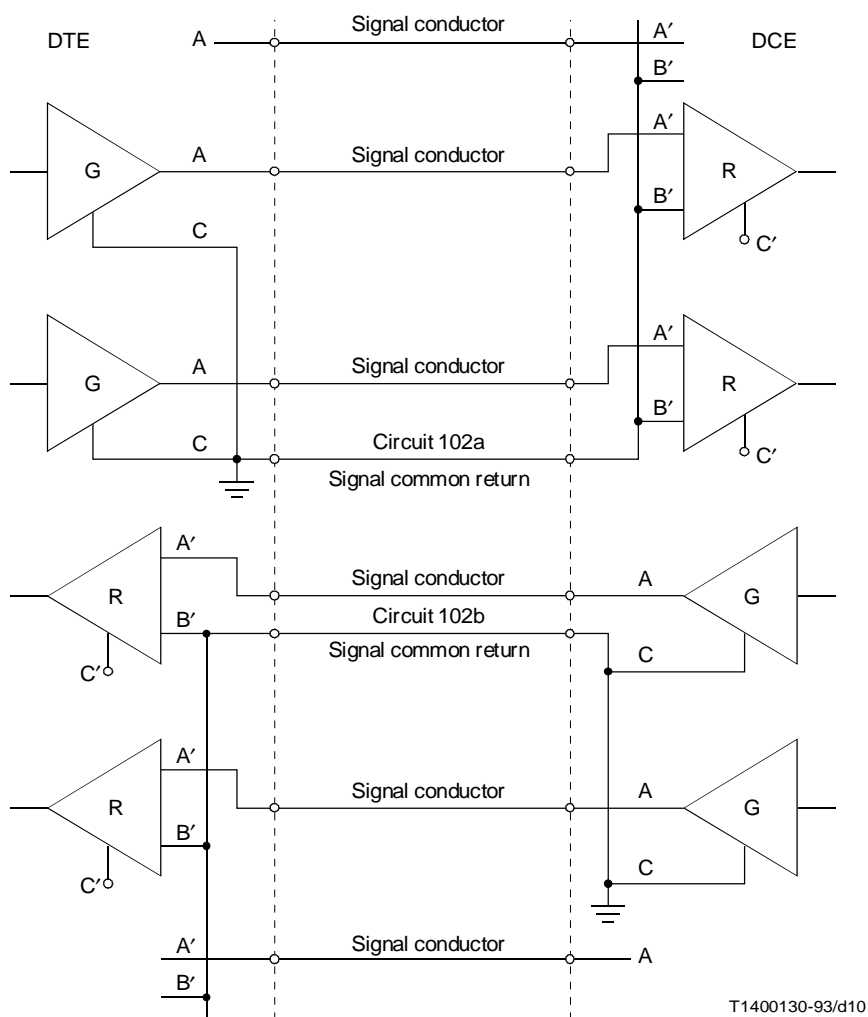 Signal conductor
DTE
A
A′
DCE
B′
A′
A
Signal conductor
G
R
B′
C
C′
A′
A
Signal conductor
G
R
B′
C
Circuit 102a
C′
Signal common return
A′
Signal conductor
A
R
G
B′
Circuit 102b
C′
Signal common return
C
A′
Signal conductor
A
R
G
B′
C′
C
A′
Signal conductor
A
B′
T1400130-93/d10